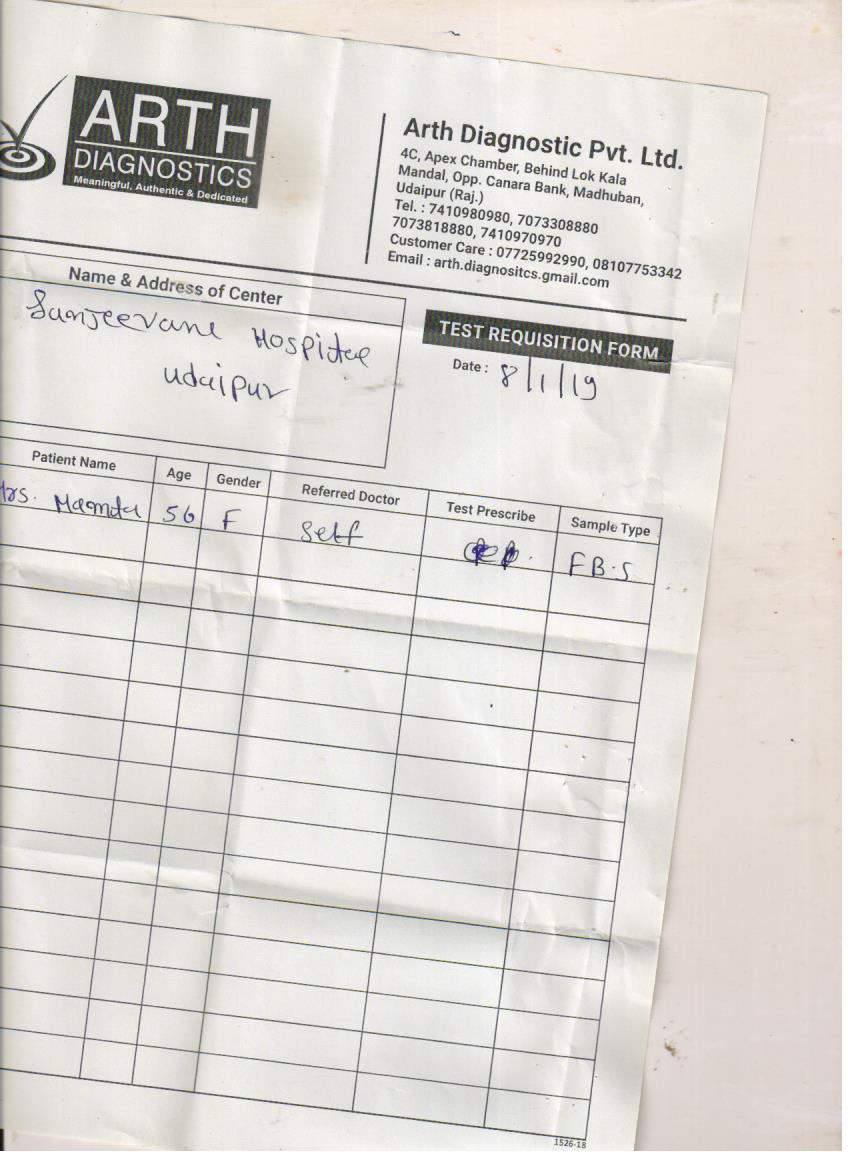 ARTH
DIAGNOSTICS
Meaningful, Authentic & Dedicated
Arth Diagnostic Pvt. Ltd.
4C, Apex Chamber, Behind Lok Kala
Mandal, Opp. Canara Bank, Madhuban,
Udaipur (Raj.)
Tel. : 7410980980, 7073308880
7073818880, 7410970970
Customer Care : 07725992990, 08107753342
Email : arth.diagnositcs.gmail.com
Name & Address of Center
Sunjeevani Hospital
Udaipur
TEST REQUISITION FORM
Date : 8/1/19
Patient Name Age Gender Referred Doctor Test Prescribe Sample Type
Mrs. 56 F Self FB.S
1526-18